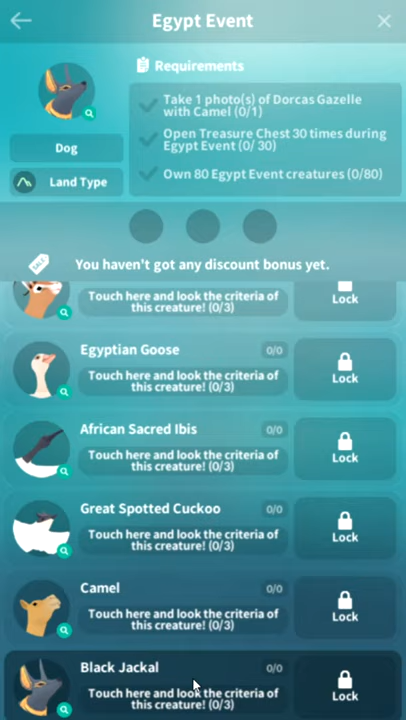 Egypt Event
Requirements
Take 1 photo(s) of Dorcas Gazelle
with Camel (0/1)
Open Treasure Chest 30 times during
Egypt Event (0/ 30)
Own 80 Egypt Event creatures (0/80)
Dog
Land Type
SALE
You haven't got any discount bonus yet.
Touch here and look the criteria of
this creature! (0/3)
Lock
Egyptian Goose
0/0
Touch here and look the criteria of
this creature! (0/3)
Lock
African Sacred Ibis
0/0
Touch here and look the criteria of
this creature! (0/3)
Lock
Great Spotted Cuckoo
0/0
Touch here and look the criteria of
this creature! (0/3)
Lock
Camel
0/0
Touch here and look the criteria of
this creature! (0/3)
Lock
Black Jackal
0/0
Touch here and look the criteria of
this creature! (0/3)
Lock